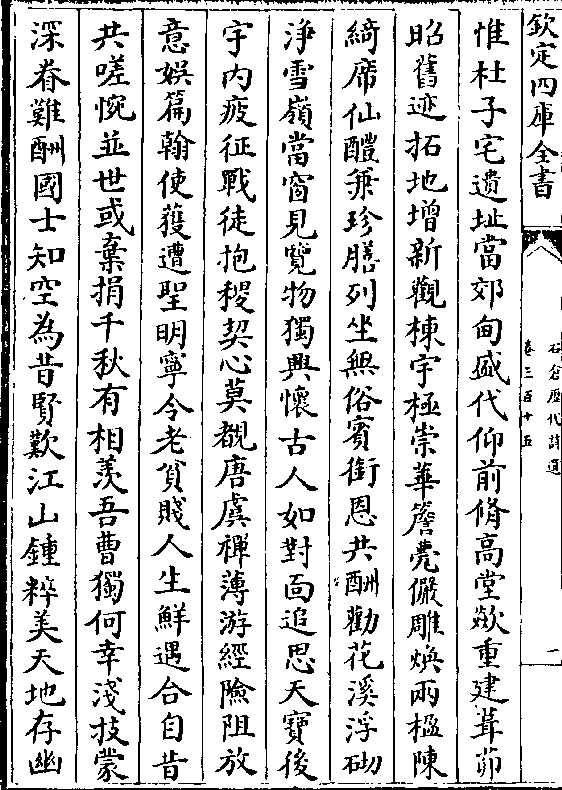 欽定四庫全書
石倉歷代詩選
卷三百十五
二
惟杜子宅遺址當郊甸盛代仰前脩高堂欻重建葺茆
昭舊迹拓地增新觀棟宇極崇華簷甍儼雕煥兩楹陳
綺席仙醴兼珍膳列坐無俗賓銜恩共酬勸花溪浮砌
浄雪嶺當窗見覽物獨興懷古人如對面追思天寶後
宇内疲征戰徒抱稷契心莫覩唐虞禪薄游經險阻放
意娯篇翰使獲遭聖明寧令老貧賤人生鮮遇合自昔
共嗟惋並世或棄捐千秋有相羨吾曹獨何幸淺技蒙
深眷難酬國士知空為昔賢歎江山鍾粹美天地存幽